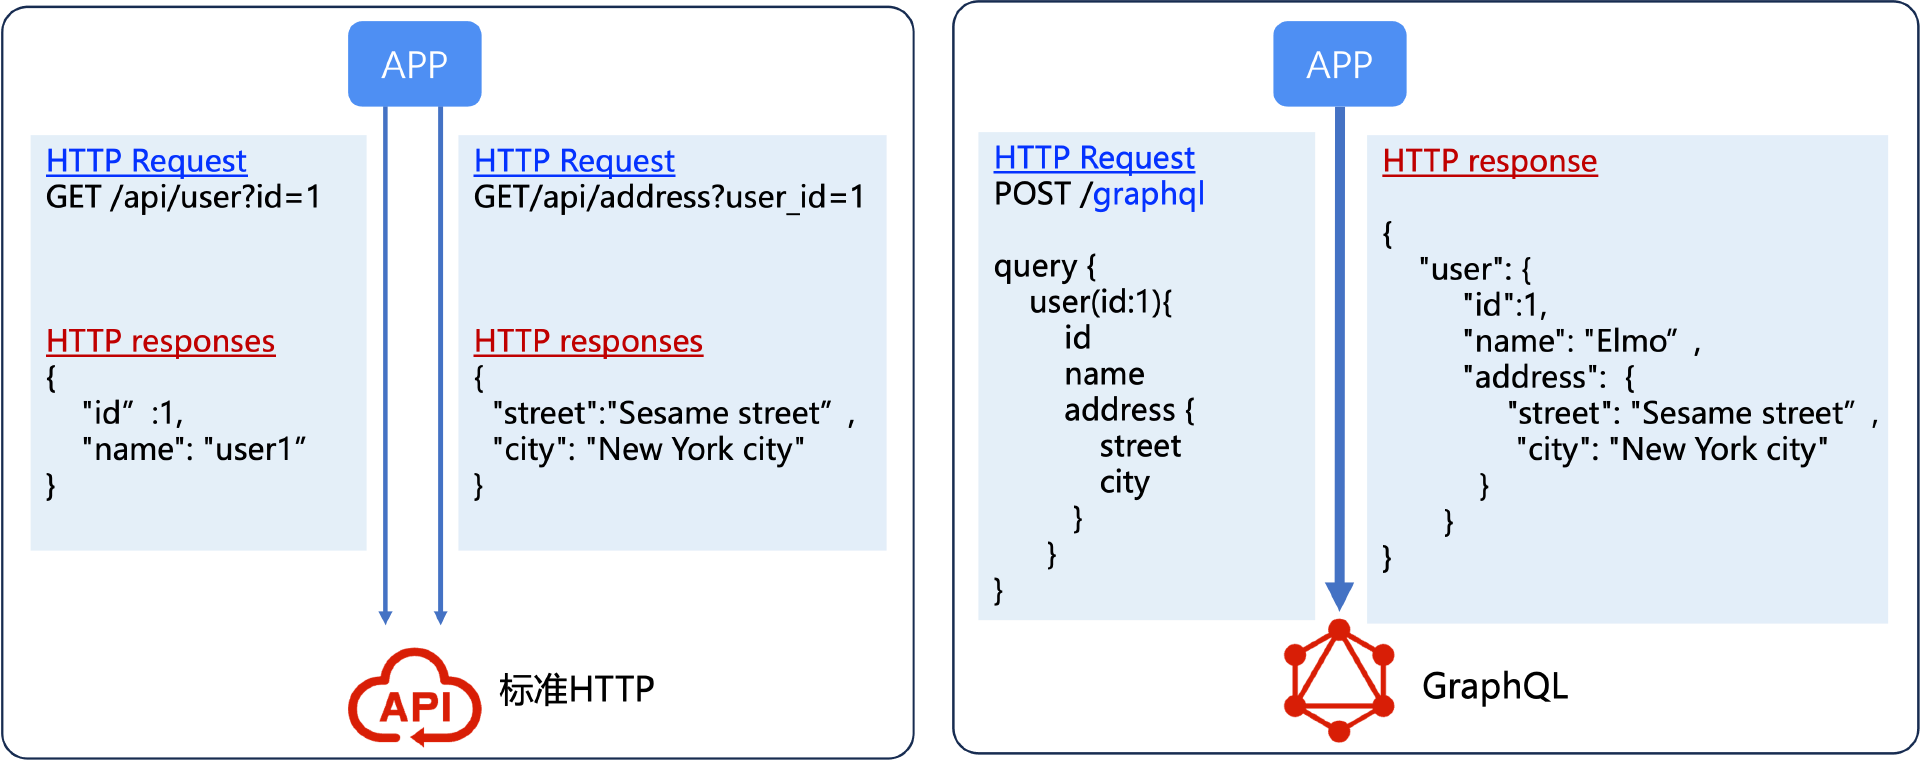 APP
HTTP Request
GET /api/user?id=1
HTTP responses
{
"id” :1,
"name": "user1”
}
HTTP Request
GET/api/address?user_id=1
HTTP responses
{
"street":"Sesame street” ,
"city": "New York city"
}
API
标准HTTP
APP
HTTP Request
POST /graphql
query {
user(id:1){
id
name
address {
street
city
}
}
}
HTTP response
{
"user": {
"id":1,
"name": "Elmo” ,
"address": {
"street": "Sesame street” ,
"city": "New York city"
}
}
}
GraphQL